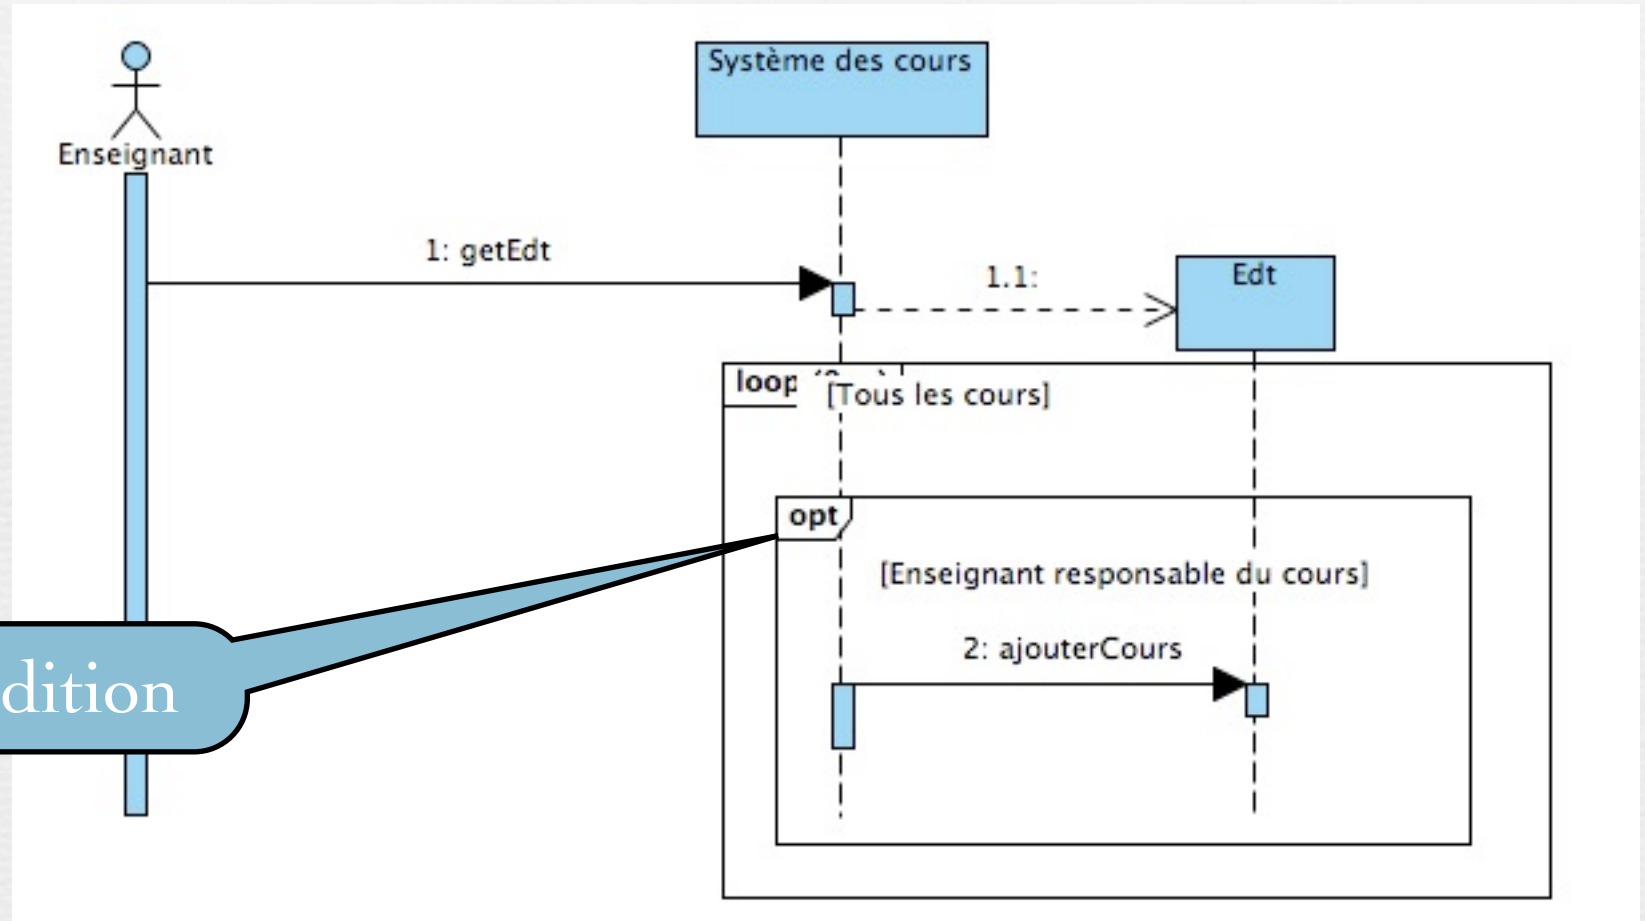 Système des cours
Enseignant
1: getEdt
1.1:
Edt
loop
[Tous les cours]
opt
[Enseignant responsable du cours]
2: ajouterCours
dition